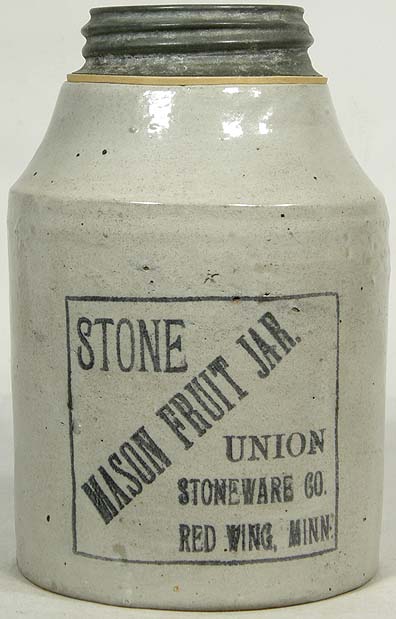 STONE
MASON FRUIT JAR.
UNION
STONEWARE CO.
RED WING, MINN.